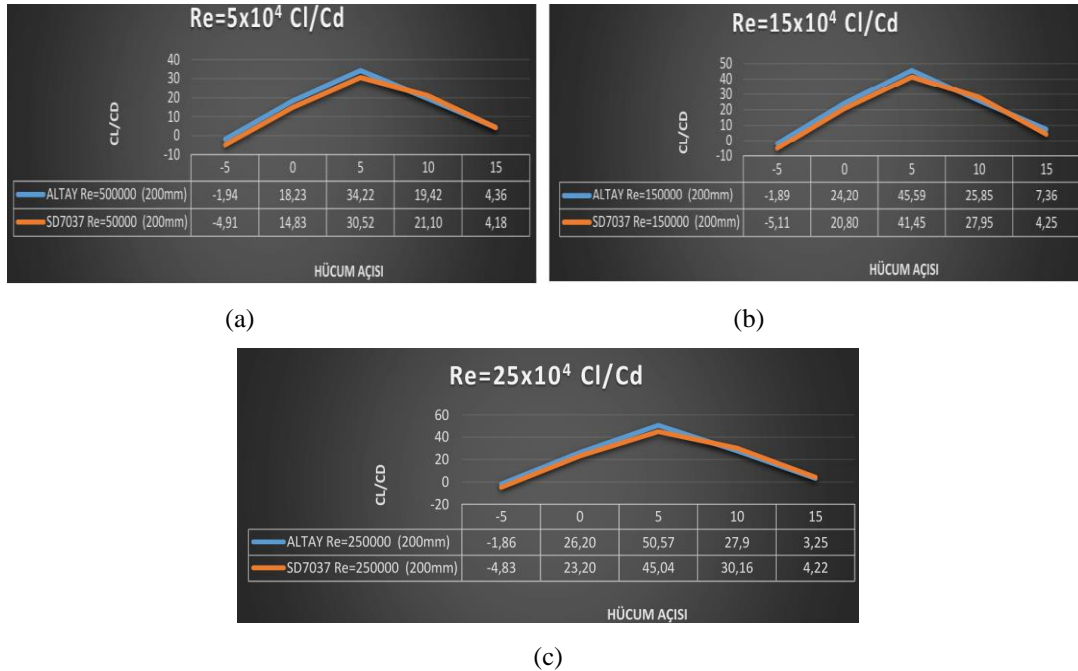 Re=5x10⁴ Cl/Cd
CL/CD
40
30
20
10
0
-10
-5 0 5 10 15
ALTAY Re=500000 (200mm) -1,94 18,23 34,22 19,42 4,36
SD7037 Re=50000 (200mm) -4,91 14,83 30,52 21,10 4,18
HÜCUM AÇISI
(a)
Re=15x10⁴ Cl/Cd
CL/CD
50
40
30
20
10
0
-10
-5 0 5 10 15
ALTAY Re=150000 (200mm) -1,89 24,20 45,59 25,85 7,36
SD7037 Re=150000 (200mm) -5,11 20,80 41,45 27,95 4,25
HÜCUM AÇISI
(b)
Re=25x10⁴ Cl/Cd
CL/CD
60
40
20
0
-20
-5 0 5 10 15
ALTAY Re=250000 (200mm) -1,86 26,20 50,57 27,9 3,25
SD7037 Re=250000 (200mm) -4,83 23,20 45,04 30,16 4,22
HÜCUM AÇISI
(c)